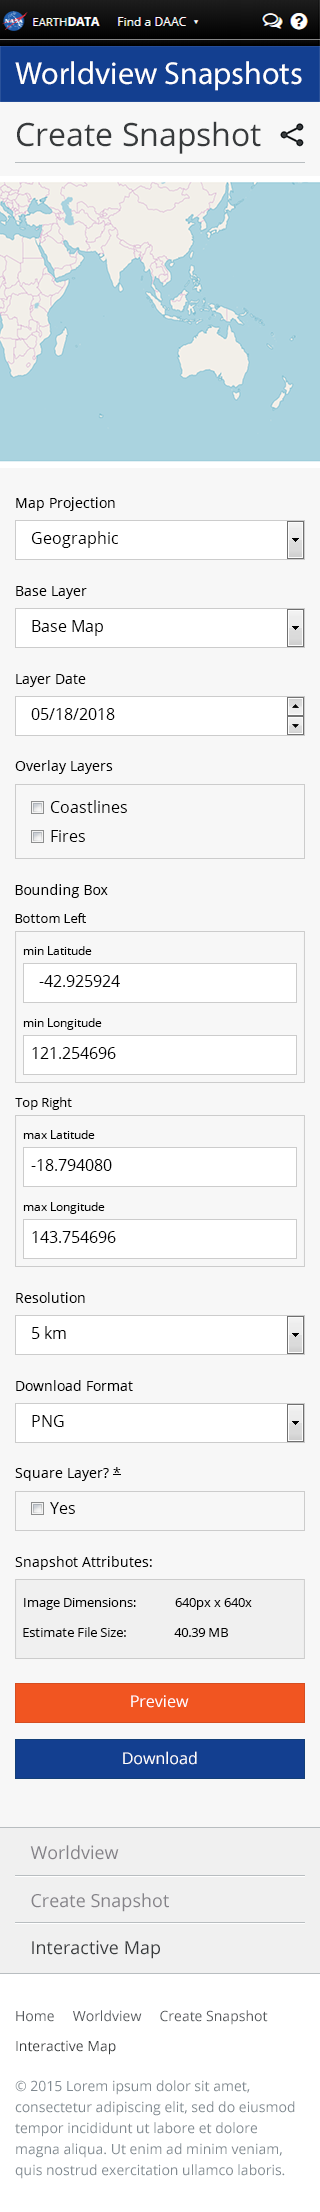 NASA EARTHDATA Find a DAAC ▾ ?
Worldview Snapshots
Create Snapshot
Map Projection
Geographic
Base Layer
Base Map
Layer Date
05/18/2018
Overlay Layers
Coastlines
Fires
Bounding Box
Bottom Left
min Latitude
-42.925924
min Longitude
121.254696
Top Right
max Latitude
-18.794080
max Longitude
143.754696
Resolution
5 km
Download Format
PNG
Square Layer? *
Yes
Snapshot Attributes:
Image Dimensions: 640px x 640x
Estimate File Size: 40.39 MB
Preview
Download
Worldview
Create Snapshot
Interactive Map
Home Worldview Create Snapshot
Interactive Map
© 2015 Lorem ipsum dolor sit amet,
consectetur adipiscing elit, sed do eiusmod
tempor incididunt ut labore et dolore
magna aliqua. Ut enim ad minim veniam,
quis nostrud exercitation ullamco laboris.